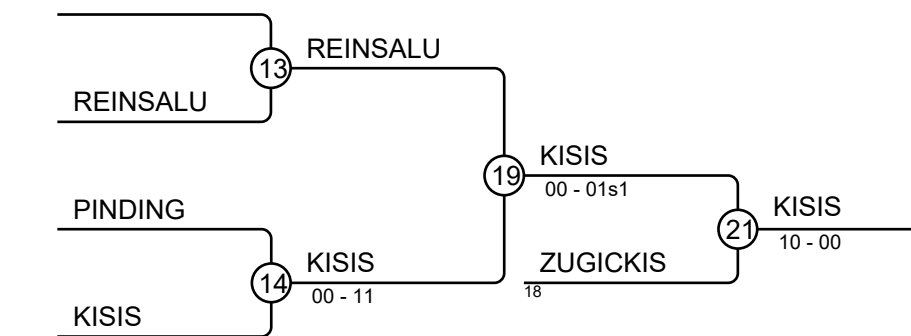 REINSALU
13
REINSALU
KISIS
19
00 - 01s1
PINDING
KISIS
21
10 - 00
KISIS
ZUGICKIS
14
00 - 11
18
KISIS